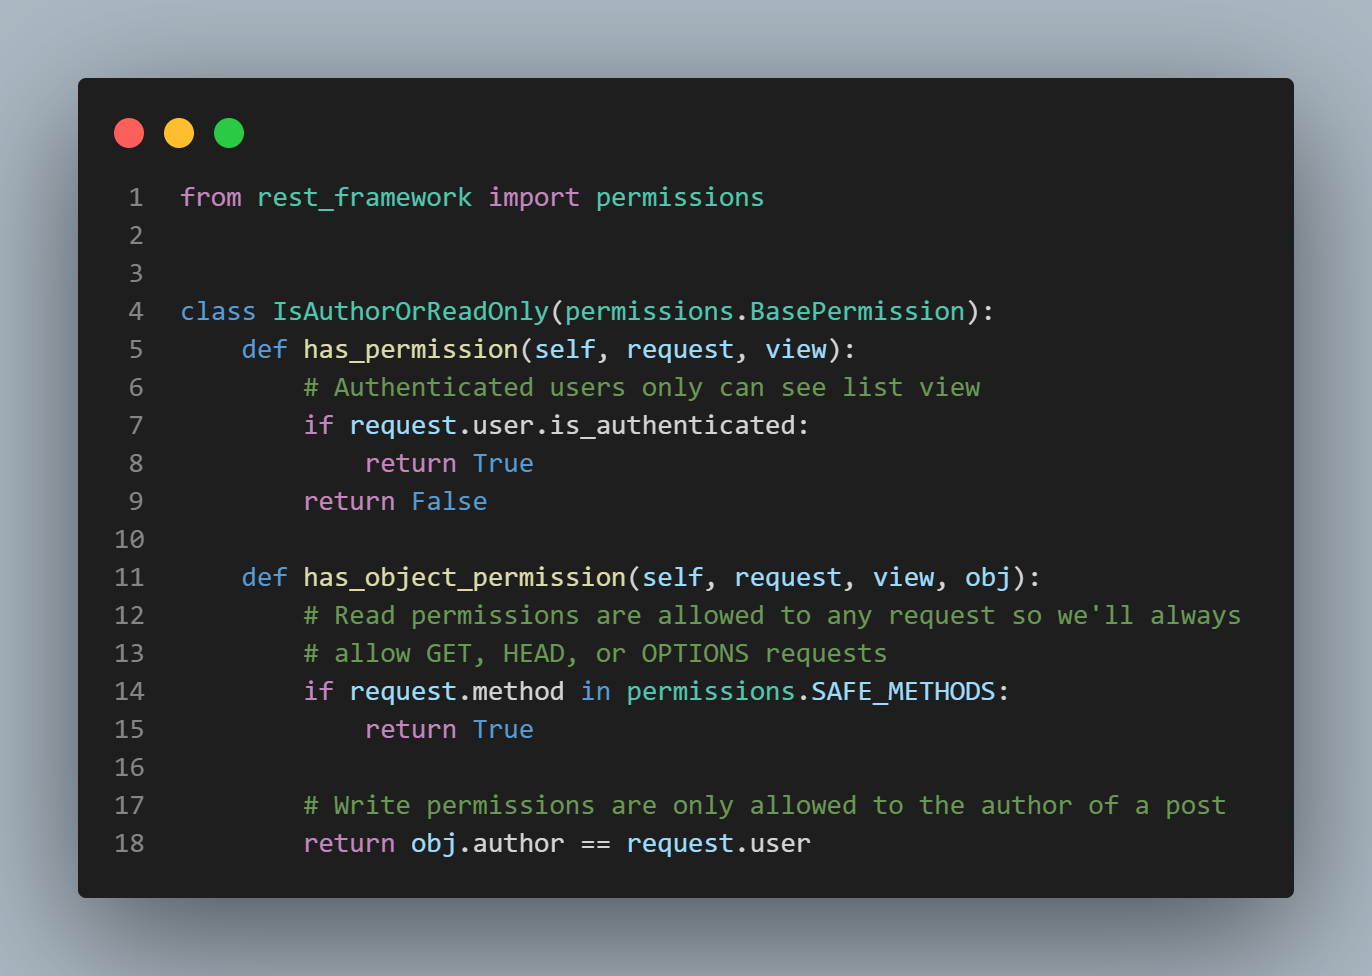 1 from rest_framework import permissions
2
3
4 class IsAuthorOrReadOnly(permissions.BasePermission):
5     def has_permission(self, request, view):
6         # Authenticated users only can see list view
7         if request.user.is_authenticated:
8             return True
9         return False
10
11     def has_object_permission(self, request, view, obj):
12         # Read permissions are allowed to any request so we'll always
13         # allow GET, HEAD, or OPTIONS requests
14         if request.method in permissions.SAFE_METHODS:
15             return True
16
17         # Write permissions are only allowed to the author of a post
18         return obj.author == request.user